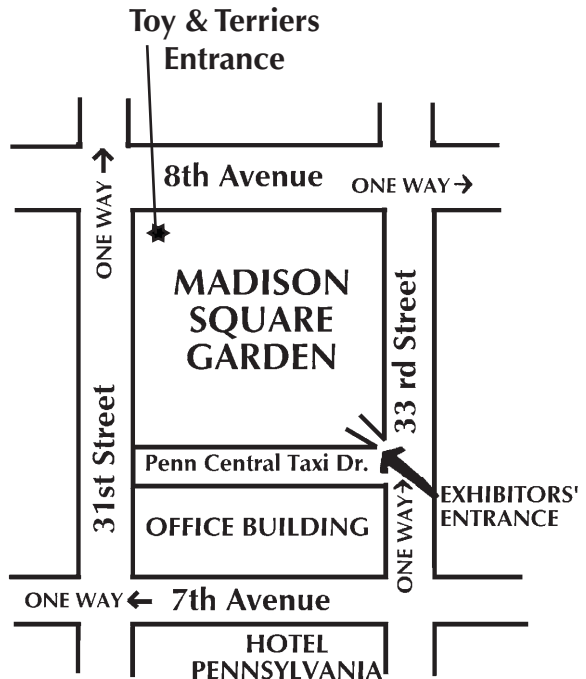 Toy & Terriers
Entrance
8th Avenue
ONE WAY
ONE WAY
MADISON
SQUARE
GARDEN
33 rd Street
31st Street
Penn Central Taxi Dr.
EXHIBITORS'
ENTRANCE
OFFICE BUILDING
ONE WAY
ONE WAY
7th Avenue
HOTEL
PENNSYLVANIA